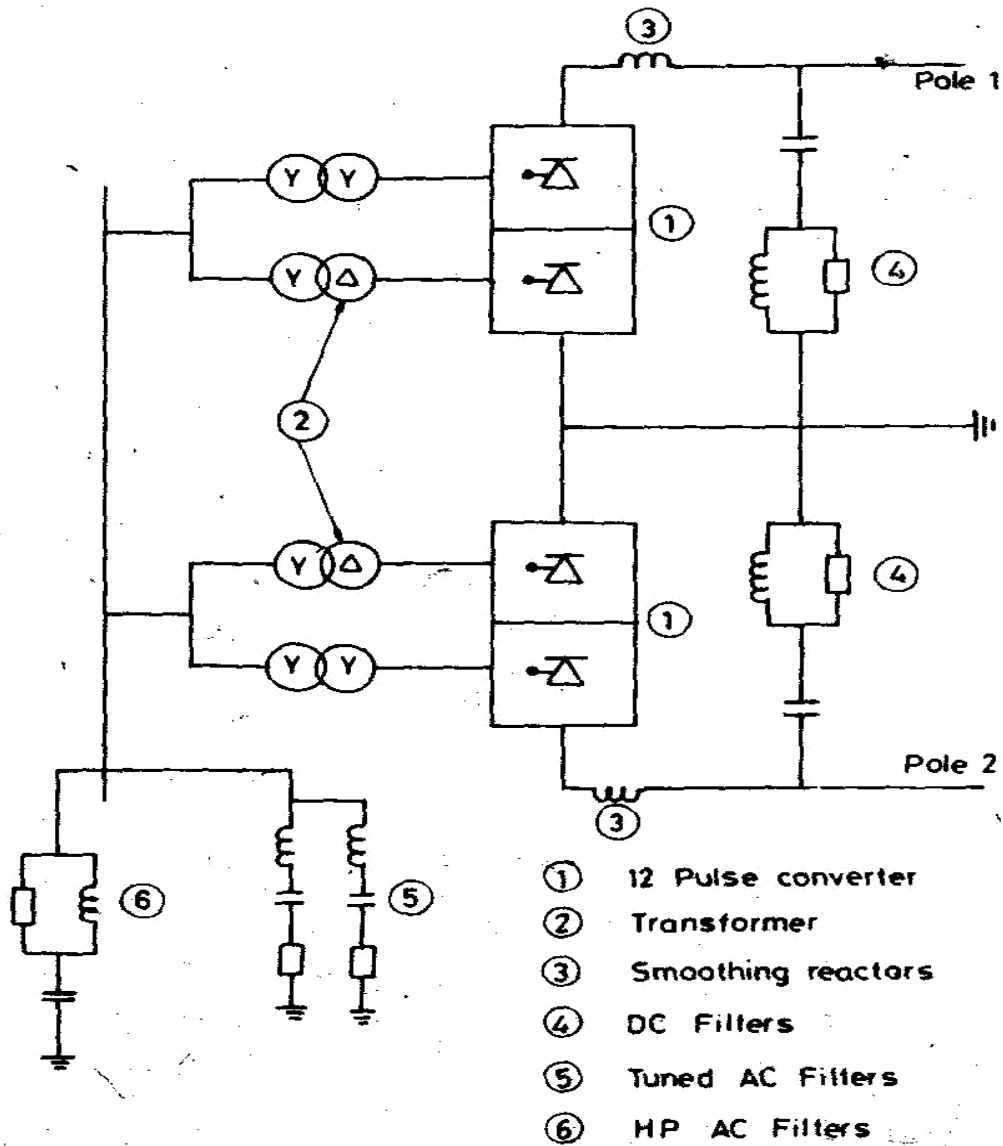 ③
Pole 1
Y Y
①
Y Δ
④
②
Y Δ
④
①
Y Y
Pole 2
③
⑥
⑤
① 12 Pulse converter
② Transformer
③ Smoothing reactors
④ DC Filters
⑤ Tuned AC Filters
⑥ HP AC Filters